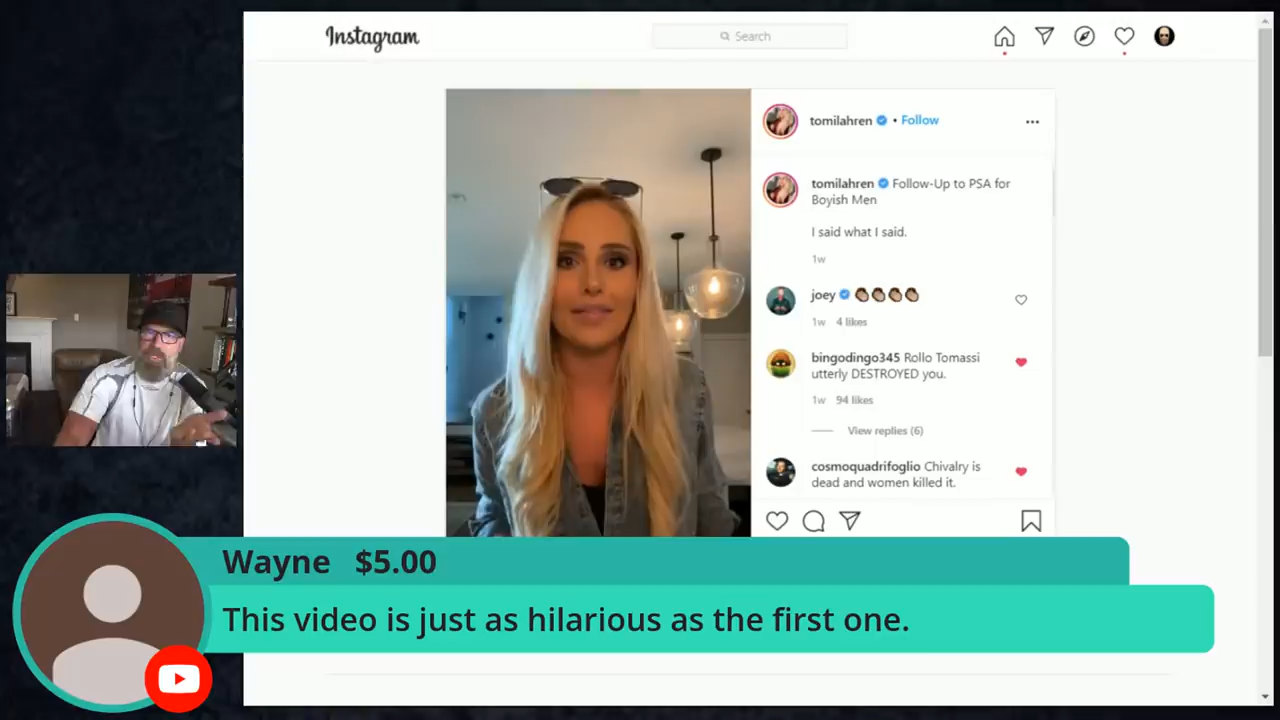 Instagram
Search
tomilahren • Follow
tomilahren Follow-Up to PSA for
Boyish Men
I said what I said.
1w
joey
1w 4 likes
bingodingo345 Rollo Tomassi
utterly DESTROYED you.
1w 94 likes
View replies (6)
cosmoquadrifoglio Chivalry is
dead and women killed it.
Wayne $5.00
This video is just as hilarious as the first one.